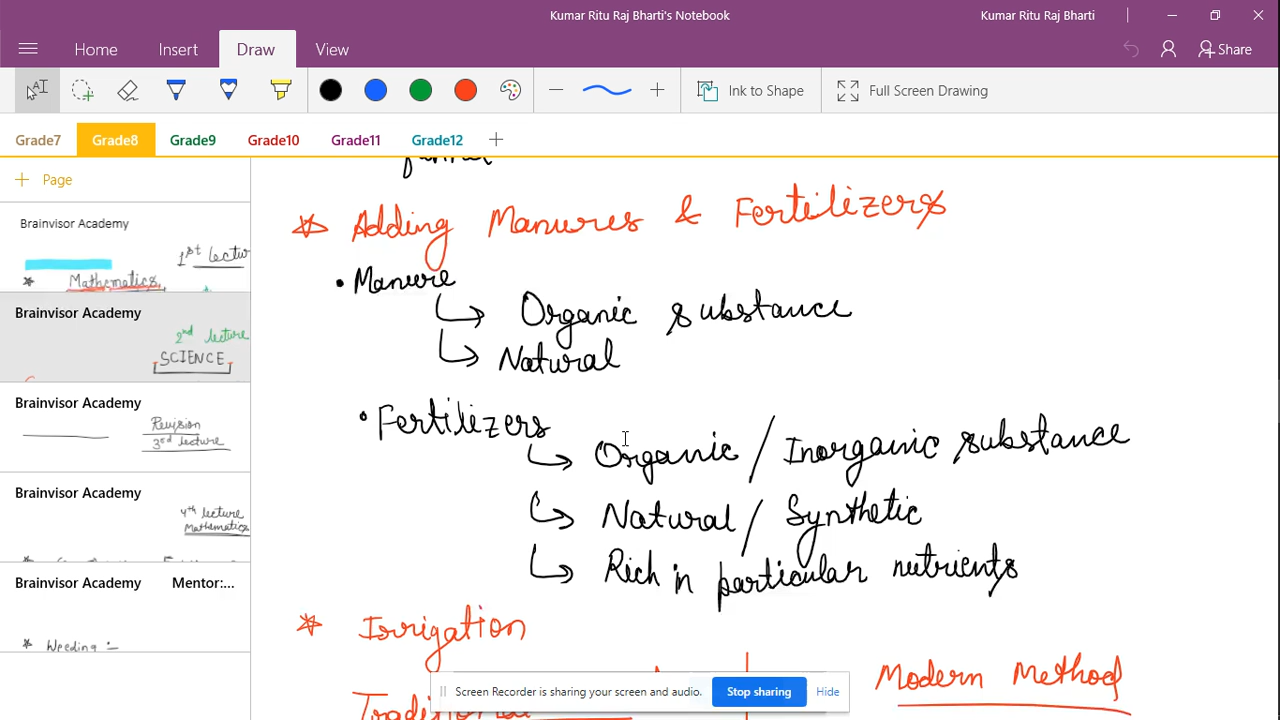 Kumar Ritu Raj Bharti's Notebook
Kumar Ritu Raj Bharti
Home Insert Draw View
Share
Ink to Shape
Full Screen Drawing
Grade7 Grade8 Grade9 Grade10 Grade11 Grade12
Page
Brainvisor Academy
1st lectu
Mathematics
Brainvisor Academy
2nd lecture
SCIENCE
Brainvisor Academy
Revision
3rd lecture
Brainvisor Academy
4th lecture
Mathematics
Brainvisor Academy Mentor:...
Weeding :-
funnel
Adding Manures & Fertilizers
• Manure
Organic substance
Natural
• Fertilizers
Organic / Inorganic substance
Natural / Synthetic
Rich in particular nutrients
Irrigation
Traditional
Modern Method
Screen Recorder is sharing your screen and audio.
Stop sharing
Hide